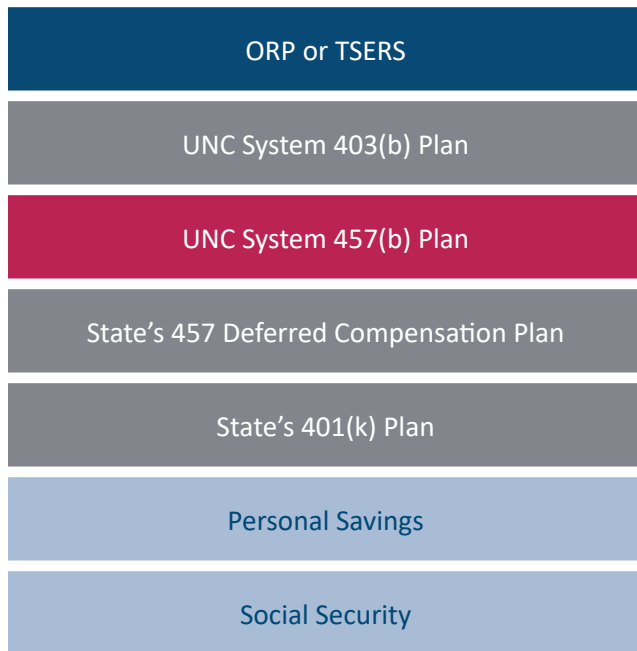 ORP or TSERS
UNC System 403(b) Plan
UNC System 457(b) Plan
State’s 457 Deferred Compensation Plan
State’s 401(k) Plan
Personal Savings
Social Security